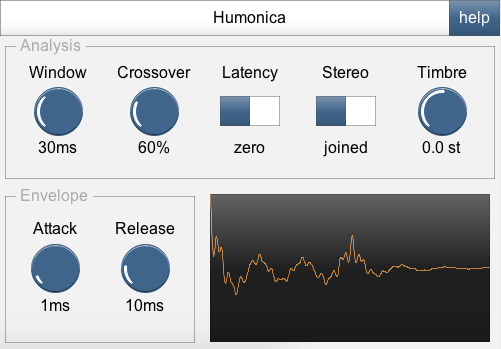 Humonica
help
Analysis
Window Crossover Latency Stereo Timbre
30ms 60% zero joined 0.0 st
Envelope
Attack Release
1ms 10ms